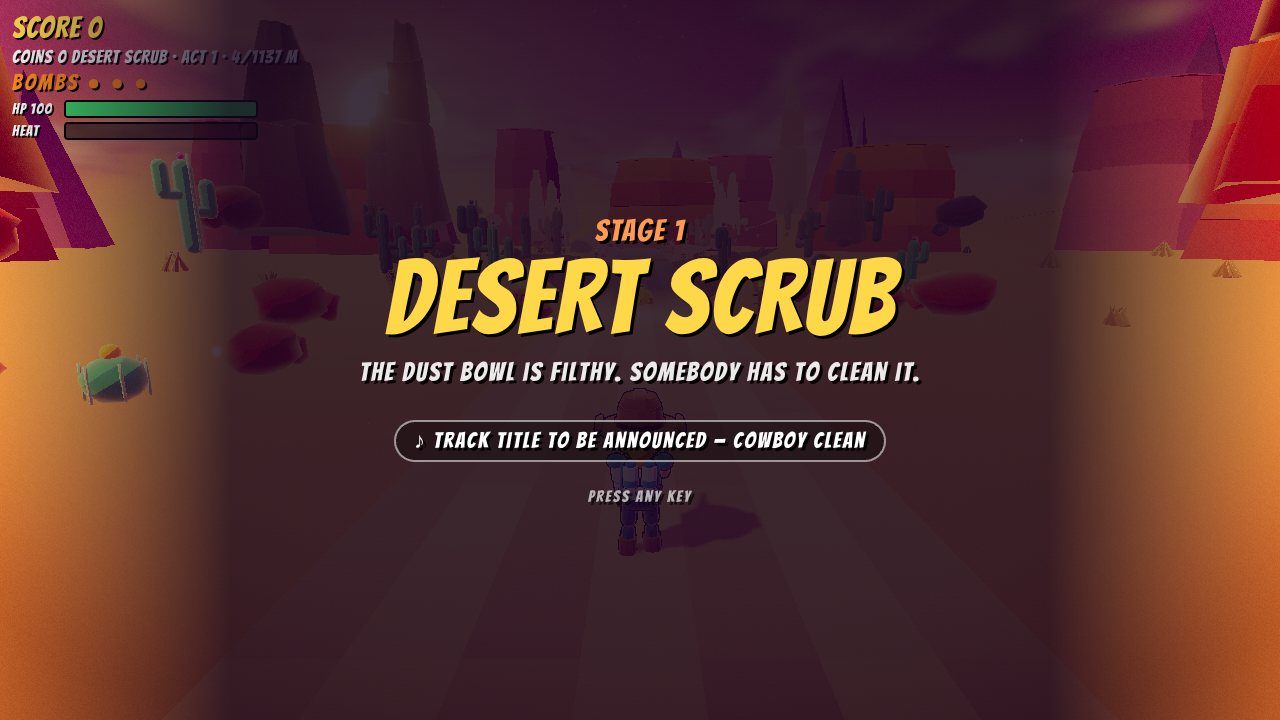 SCORE 0
COINS 0 DESERT SCRUB · ACT 1 · 4/1137 M
BOMBS
HP 100
HEAT
STAGE 1
DESERT SCRUB
THE DUST BOWL IS FILTHY. SOMEBODY HAS TO CLEAN IT.
♪ TRACK TITLE TO BE ANNOUNCED — COWBOY CLEAN
PRESS ANY KEY